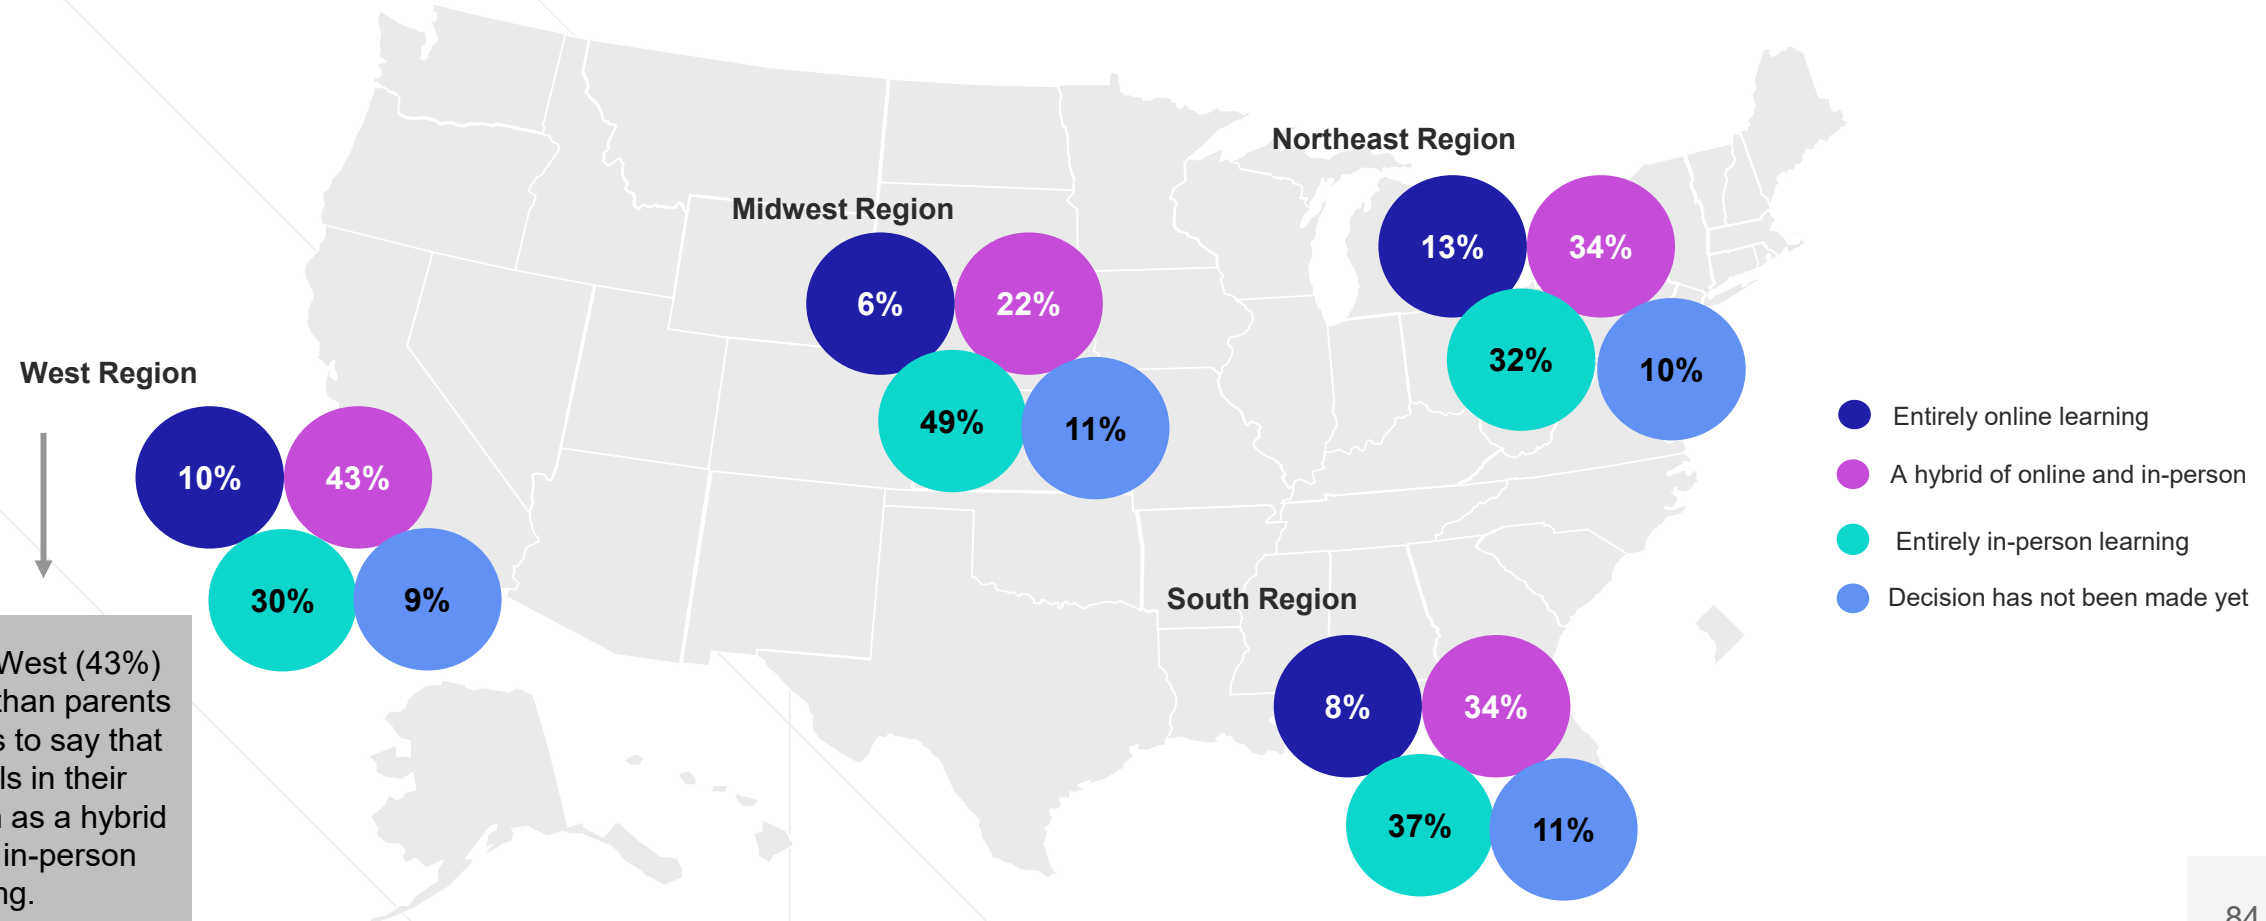 Northeast Region
13%
34%
32%
10%
Midwest Region
6%
22%
49%
11%
West Region
10%
43%
30%
9%
West (43%)
than parents
s to say that
ls in their
as a hybrid
in-person
ng.
South Region
8%
34%
37%
11%
Entirely online learning
A hybrid of online and in-person
Entirely in-person learning
Decision has not been made yet
84